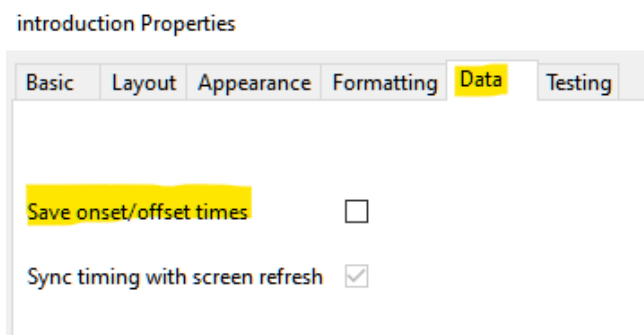 introduction Properties
Basic Layout Appearance Formatting Data Testing
Save onset/offset times
Sync timing with screen refresh